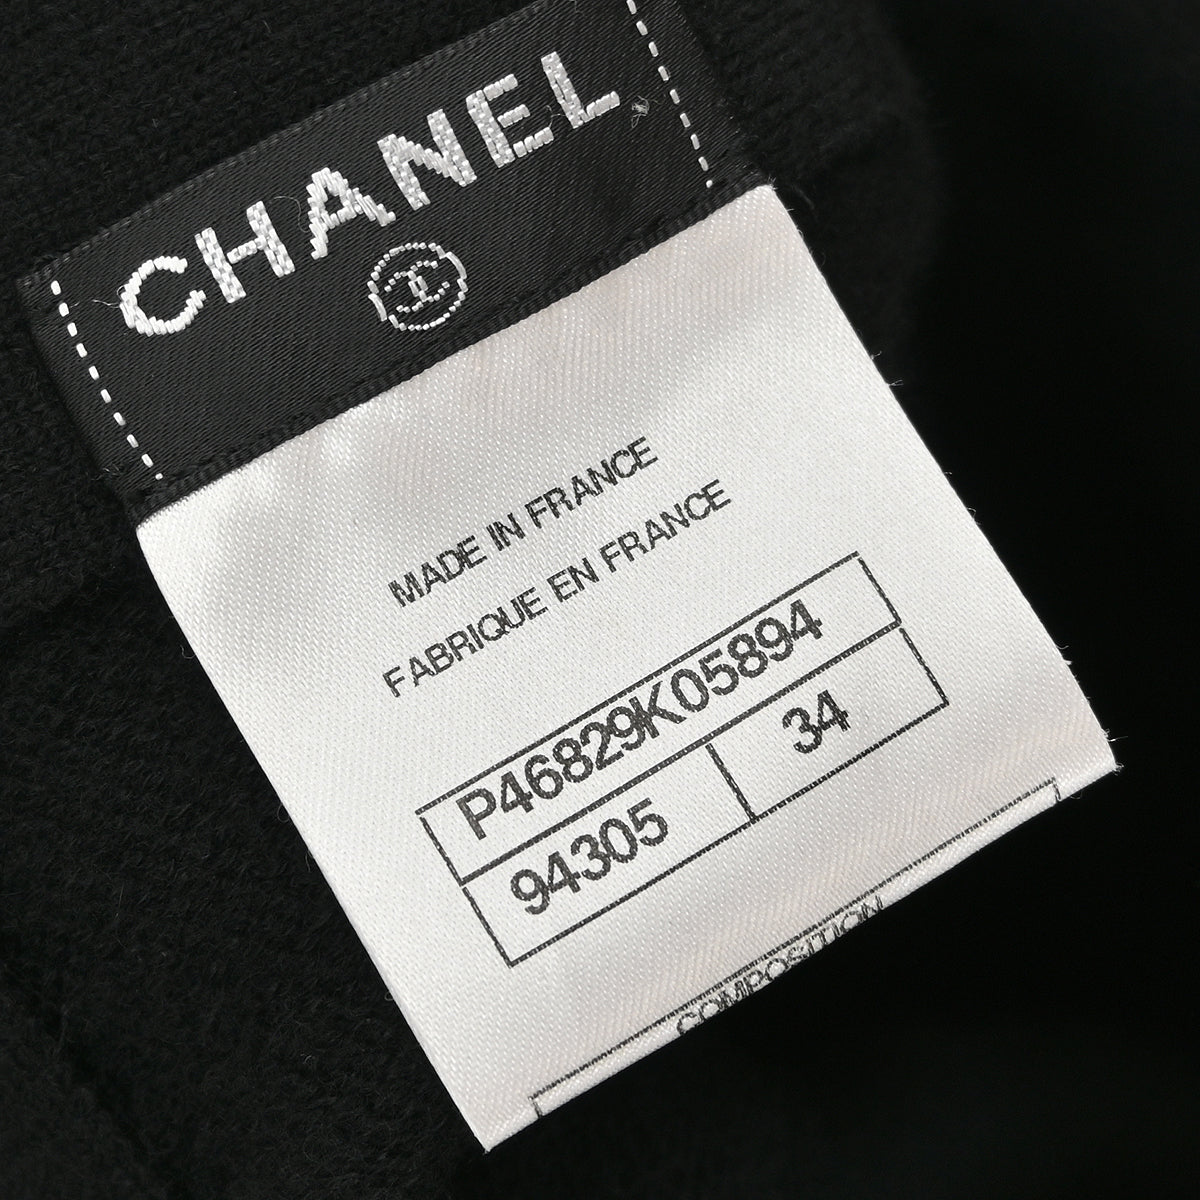 CHANEL
MADE IN FRANCE
FABRIQUE EN FRANCE
P46829K05894
94305 34
COMPOSITION